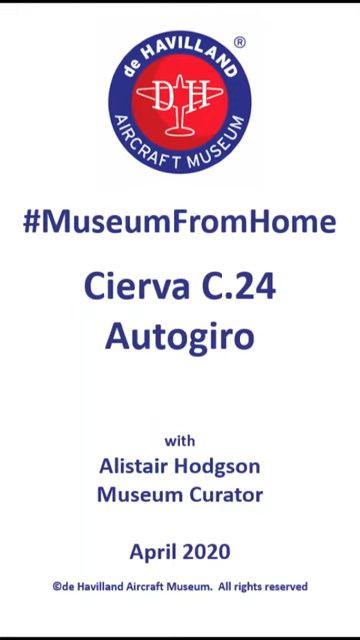 de HAVILLAND
®
DH
AIRCRAFT MUSEUM
#MuseumFromHome
Cierva C.24
Autogiro
with
Alistair Hodgson
Museum Curator
April 2020
©de Havilland Aircraft Museum.  All rights reserved